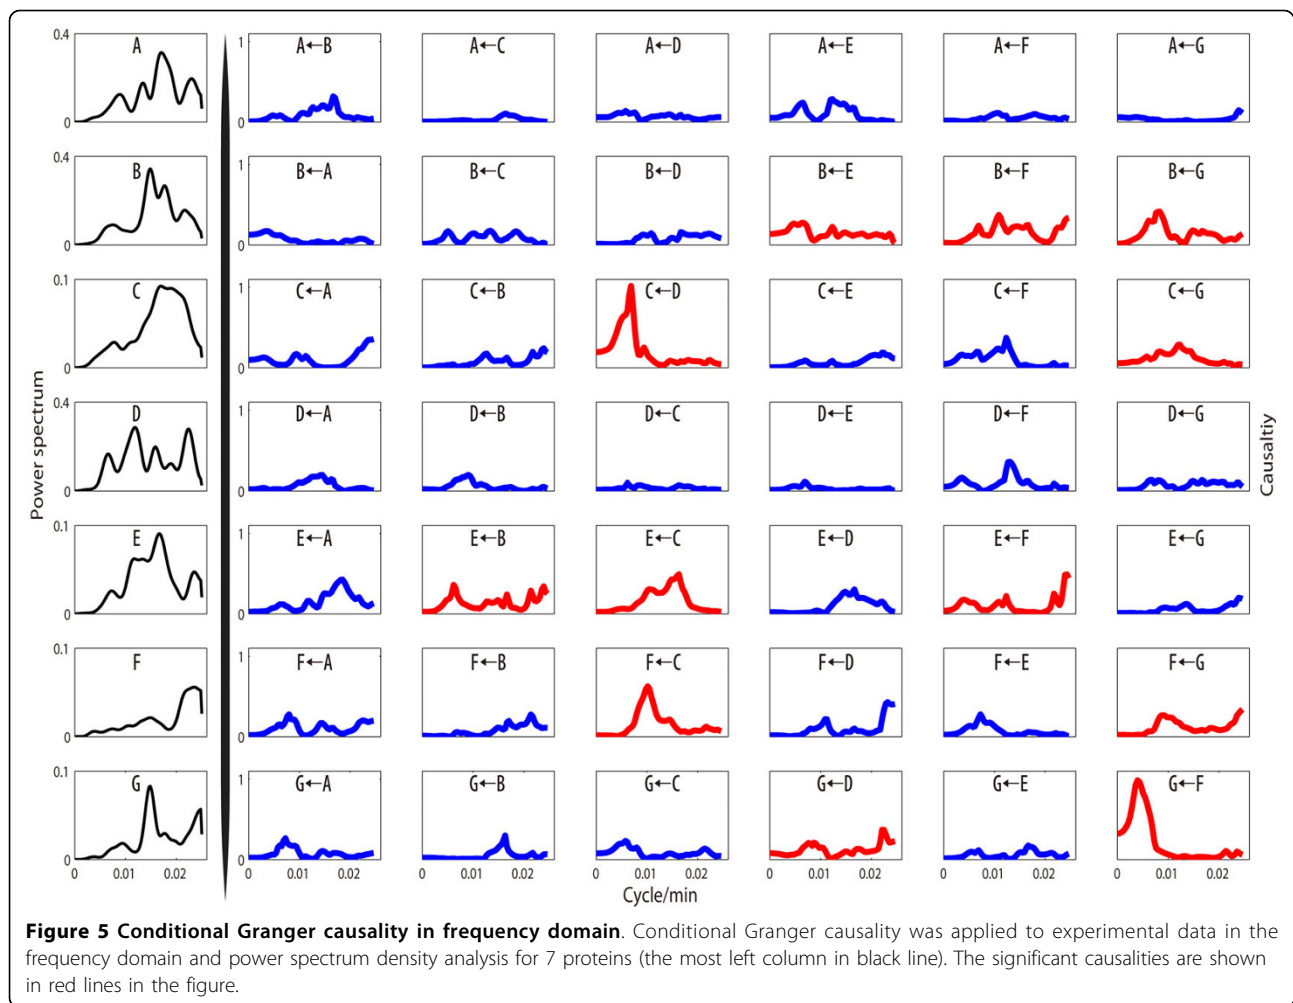 0.4 A 0 1 A←B 0 A←C A←D A←E A←F A←G
0.4 B 0 1 B←A 0 B←C B←D B←E B←F B←G
0.1 C 0 1 C←A 0 C←B C←D C←E C←F C←G
0.4 D 0 1 D←A 0 D←B D←C D←E D←F D←G
Power spectrum
Causaltiy
0.1 E 0 1 E←A 0 E←B E←C E←D E←F E←G
0.1 F 0 1 F←A 0 F←B F←C F←D F←E F←G
0.1 G 0 1 G←A 0 G←B G←C G←D G←E G←F
0 0.01 0.02 0 0.01 0.02 0 0.01 0.02 0 0.01 0.02 0 0.01 0.02 0 0.01 0.02 0 0.01 0.02
Cycle/min
Figure 5 Conditional Granger causality in frequency domain. Conditional Granger causality was applied to experimental data in the
frequency domain and power spectrum density analysis for 7 proteins (the most left column in black line). The significant causalities are shown
in red lines in the figure.